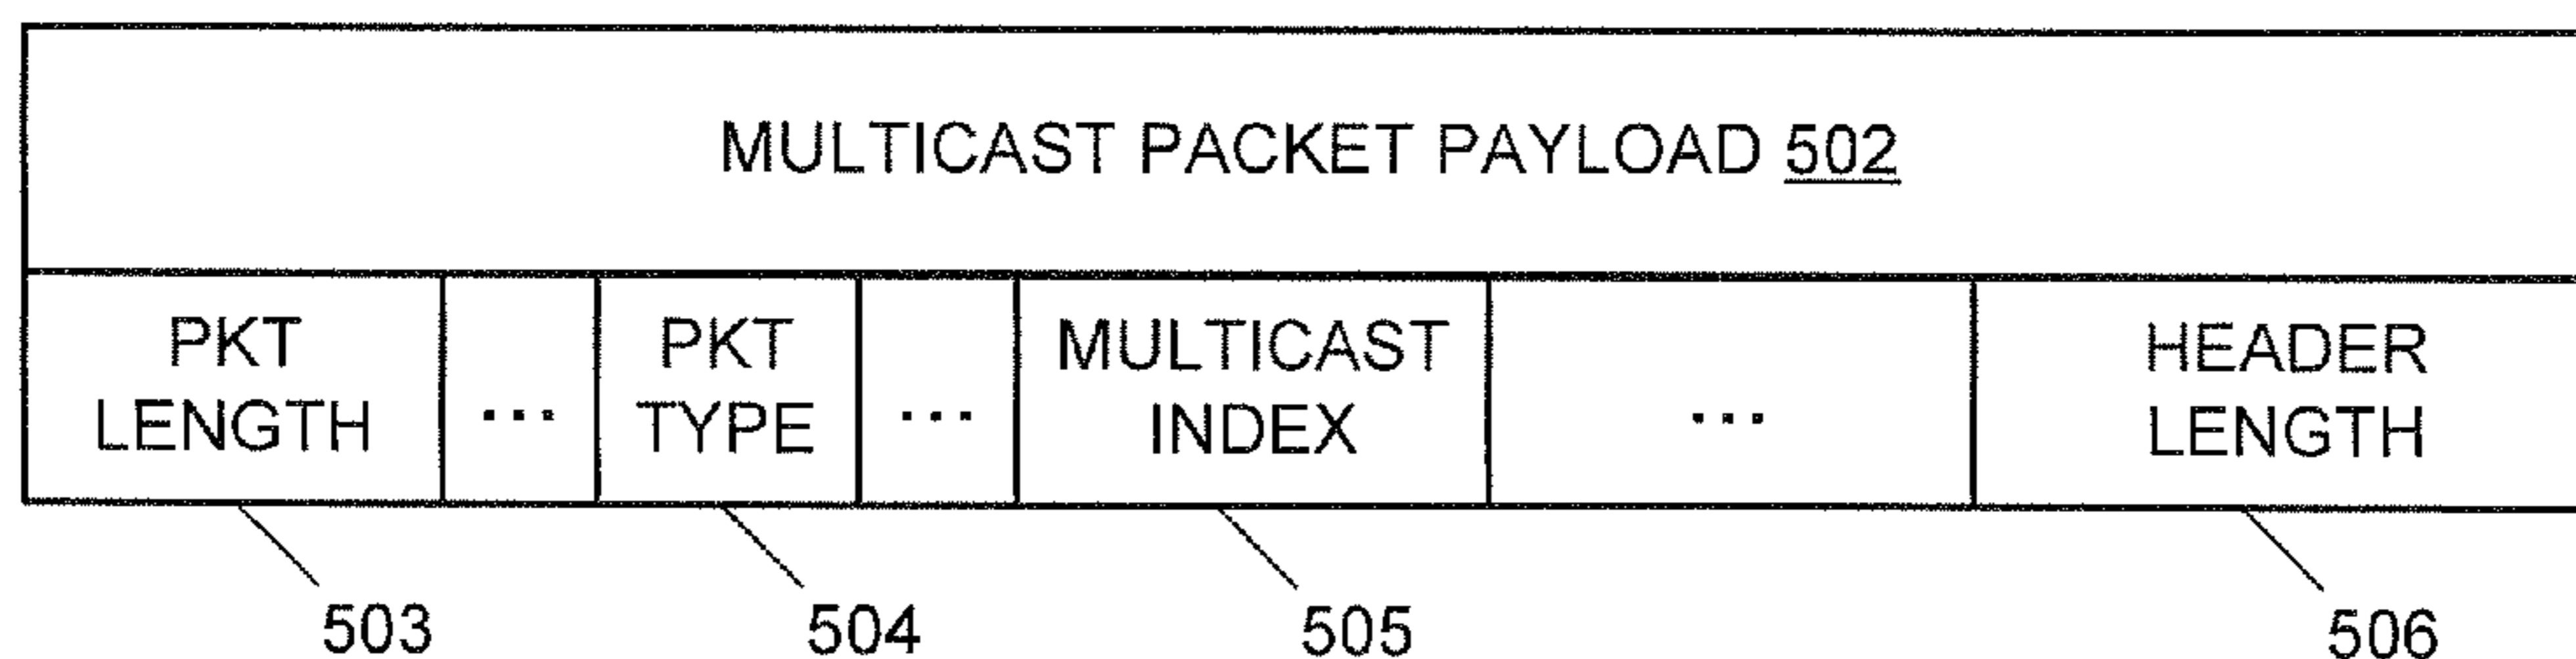 MULTICAST PACKET PAYLOAD 502
PKT LENGTH
...
PKT TYPE
...
MULTICAST INDEX
...
HEADER LENGTH
503
504
505
506